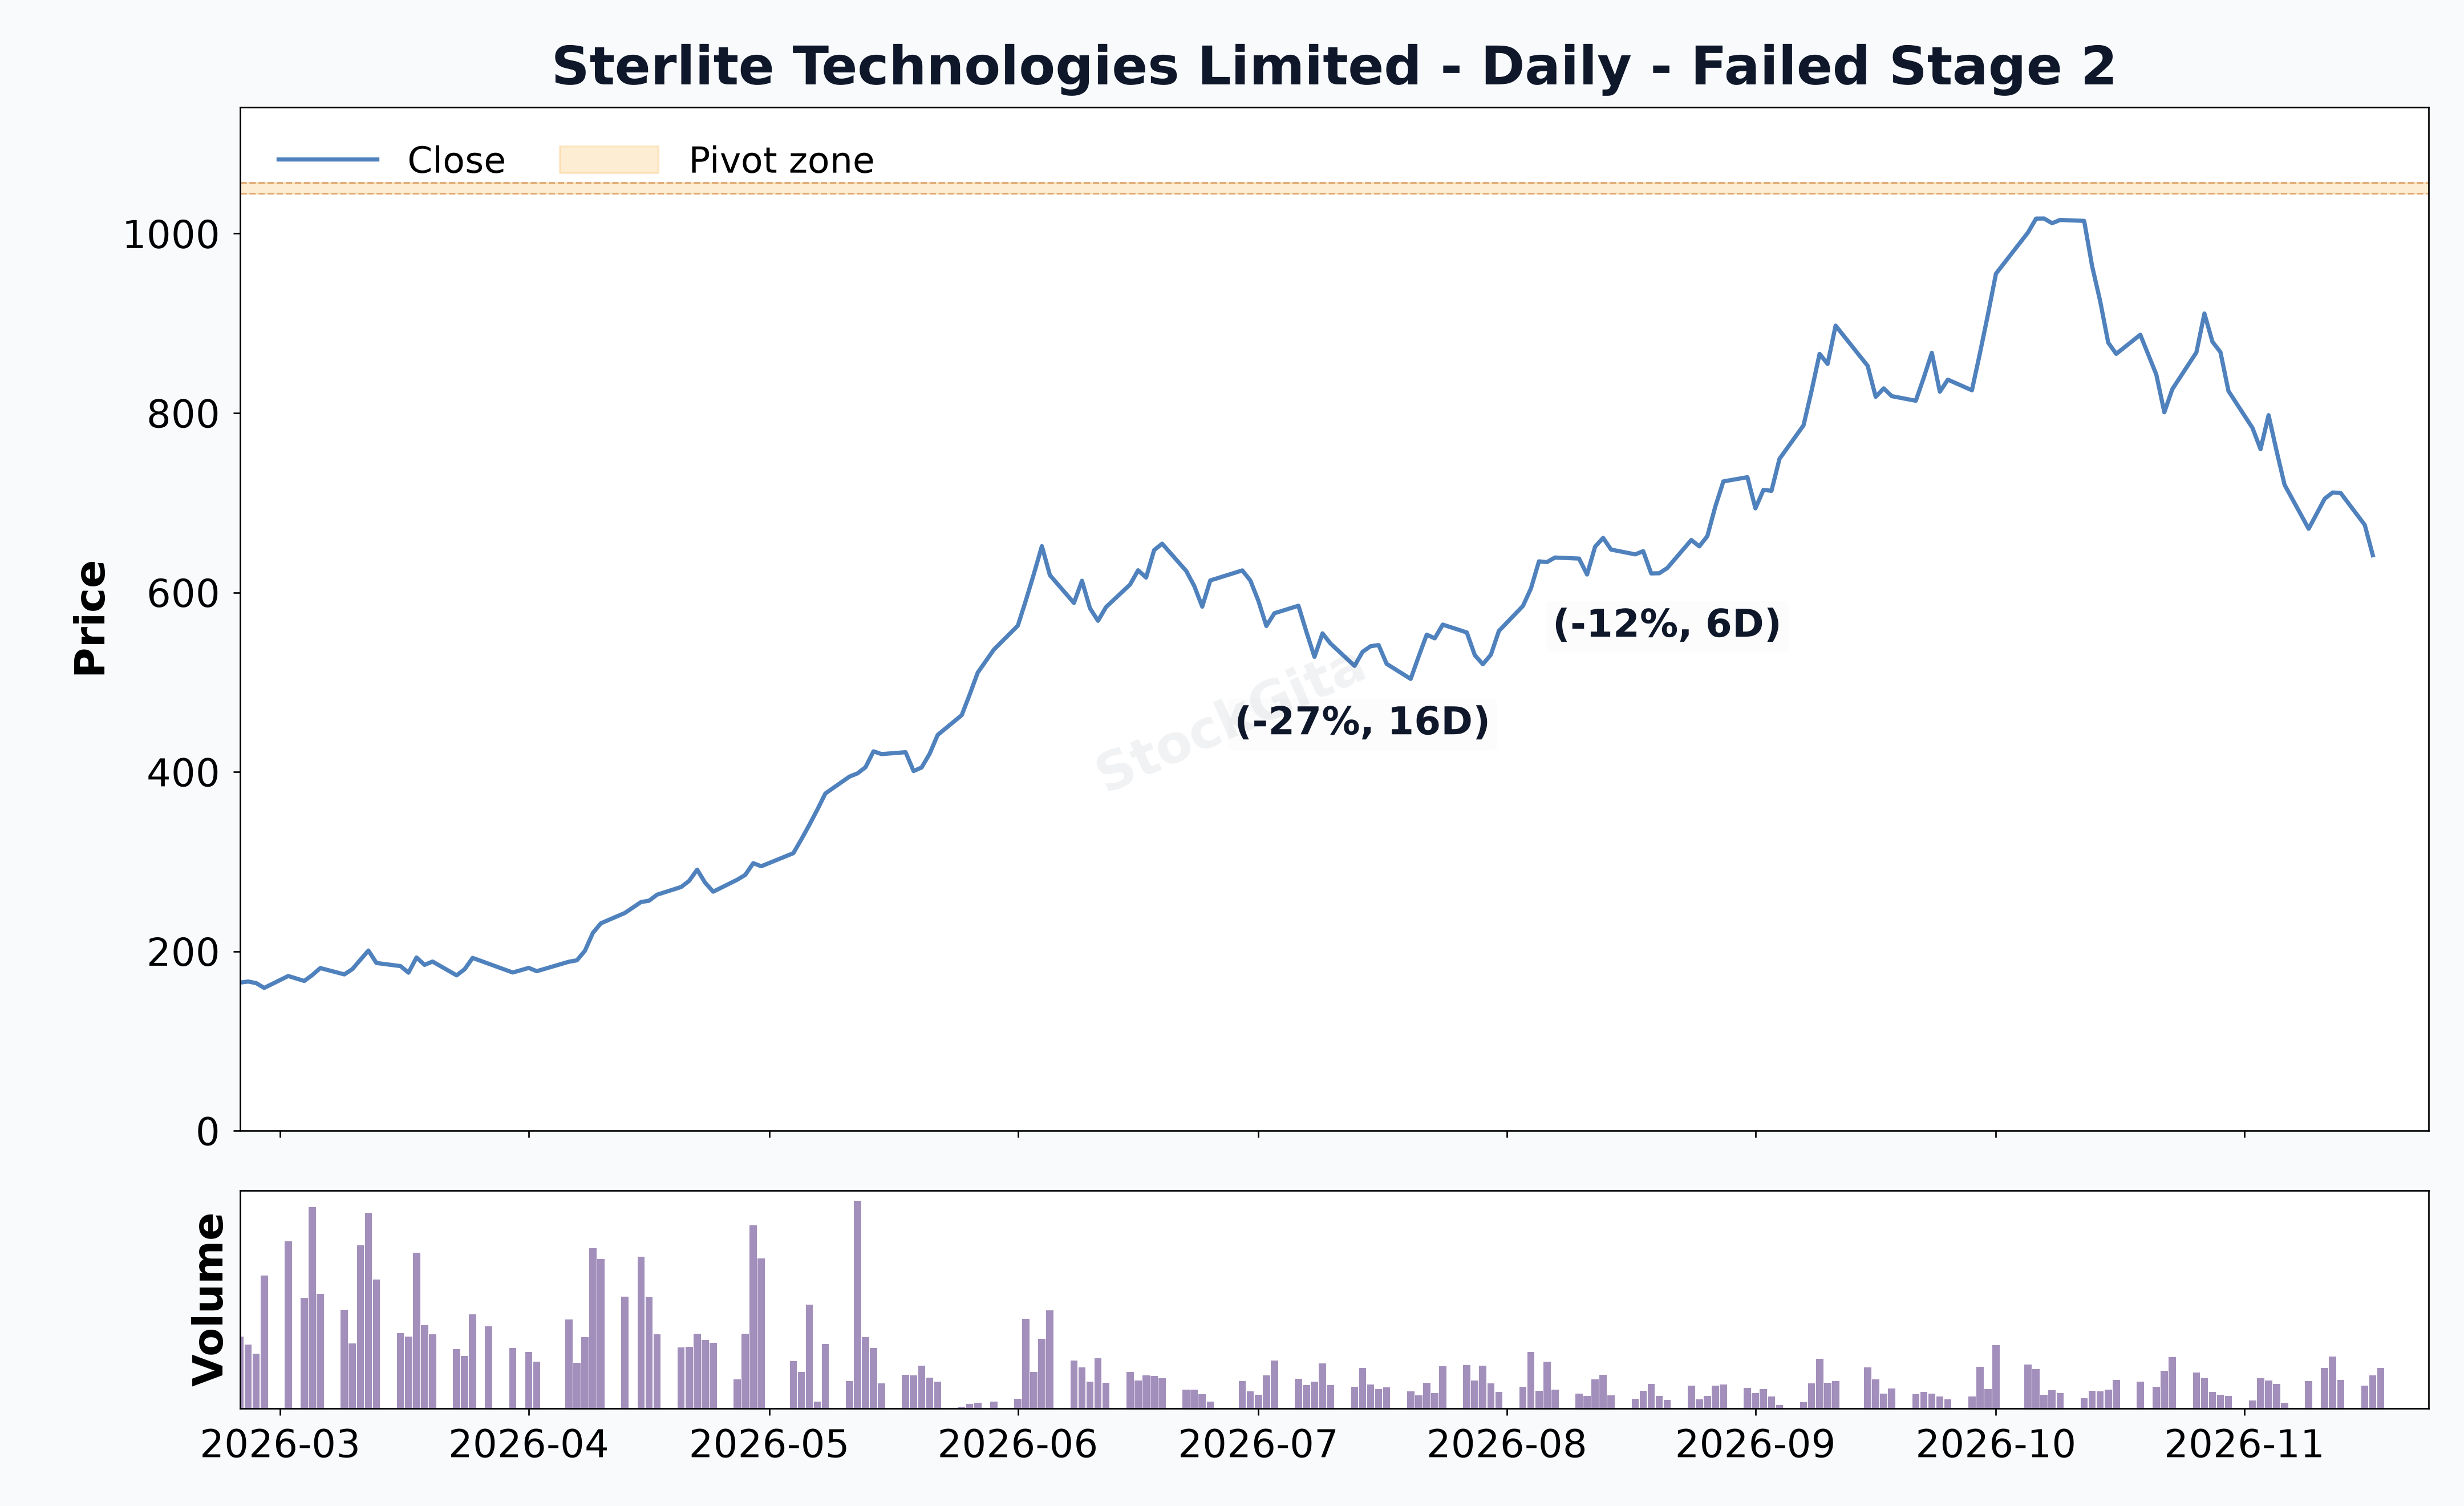 Sterlite Technologies Limited - Daily - Failed Stage 2
Close
Pivot zone
Price
1000
800
600
400
200
0
(-12%, 6D)
(-27%, 16D)
StockGita
Volume
2026-03
2026-04
2026-05
2026-06
2026-07
2026-08
2026-09
2026-10
2026-11